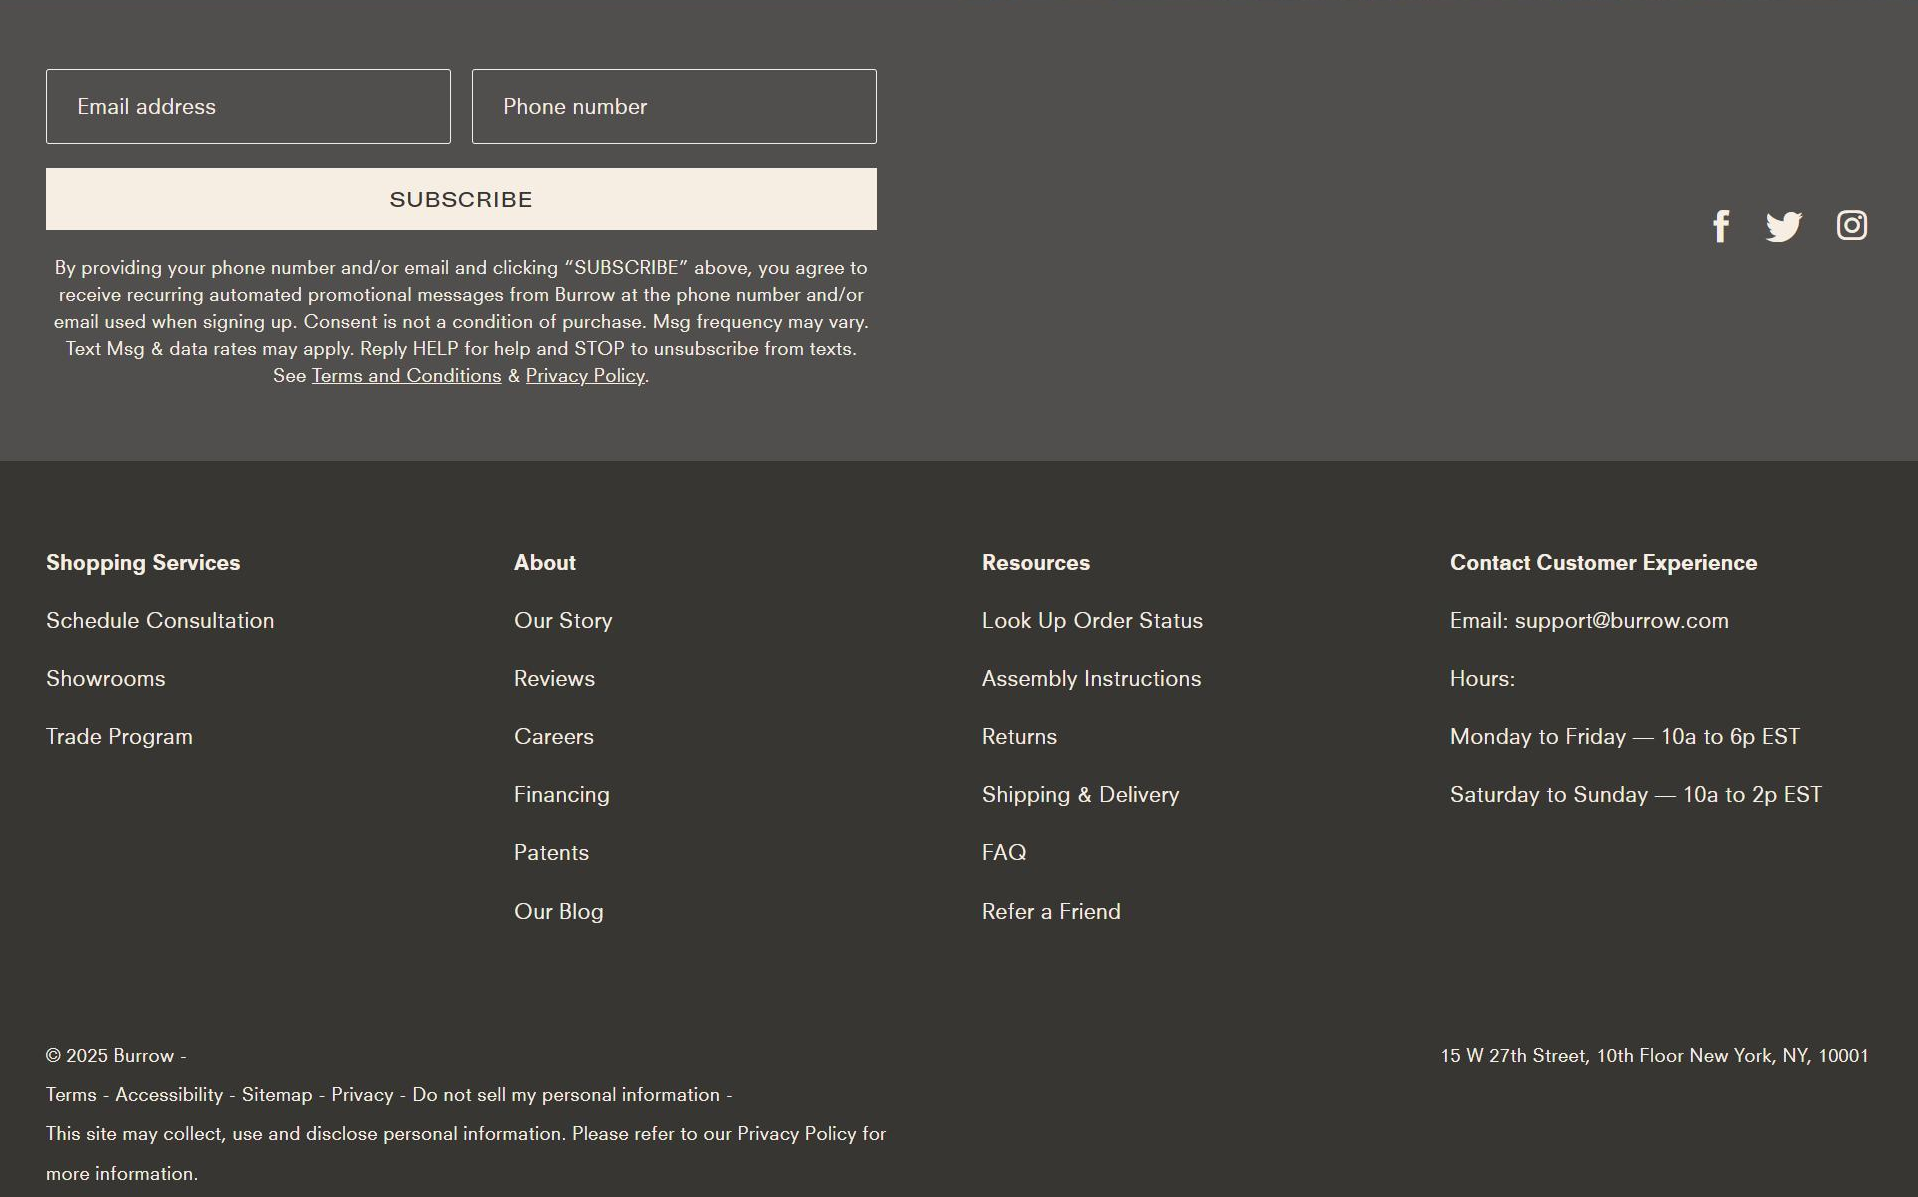 Email address
Phone number
SUBSCRIBE
By providing your phone number and/or email and clicking “SUBSCRIBE” above, you agree to
receive recurring automated promotional messages from Burrow at the phone number and/or
email used when signing up. Consent is not a condition of purchase. Msg frequency may vary.
Text Msg & data rates may apply. Reply HELP for help and STOP to unsubscribe from texts.
See Terms and Conditions & Privacy Policy.
Shopping Services
Schedule Consultation
Showrooms
Trade Program
About
Our Story
Reviews
Careers
Financing
Patents
Our Blog
Resources
Look Up Order Status
Assembly Instructions
Returns
Shipping & Delivery
FAQ
Refer a Friend
Contact Customer Experience
Email: support@burrow.com
Hours:
Monday to Friday — 10a to 6p EST
Saturday to Sunday — 10a to 2p EST
© 2025 Burrow -
Terms - Accessibility - Sitemap - Privacy - Do not sell my personal information -
This site may collect, use and disclose personal information. Please refer to our Privacy Policy for
more information.
15 W 27th Street, 10th Floor New York, NY, 10001